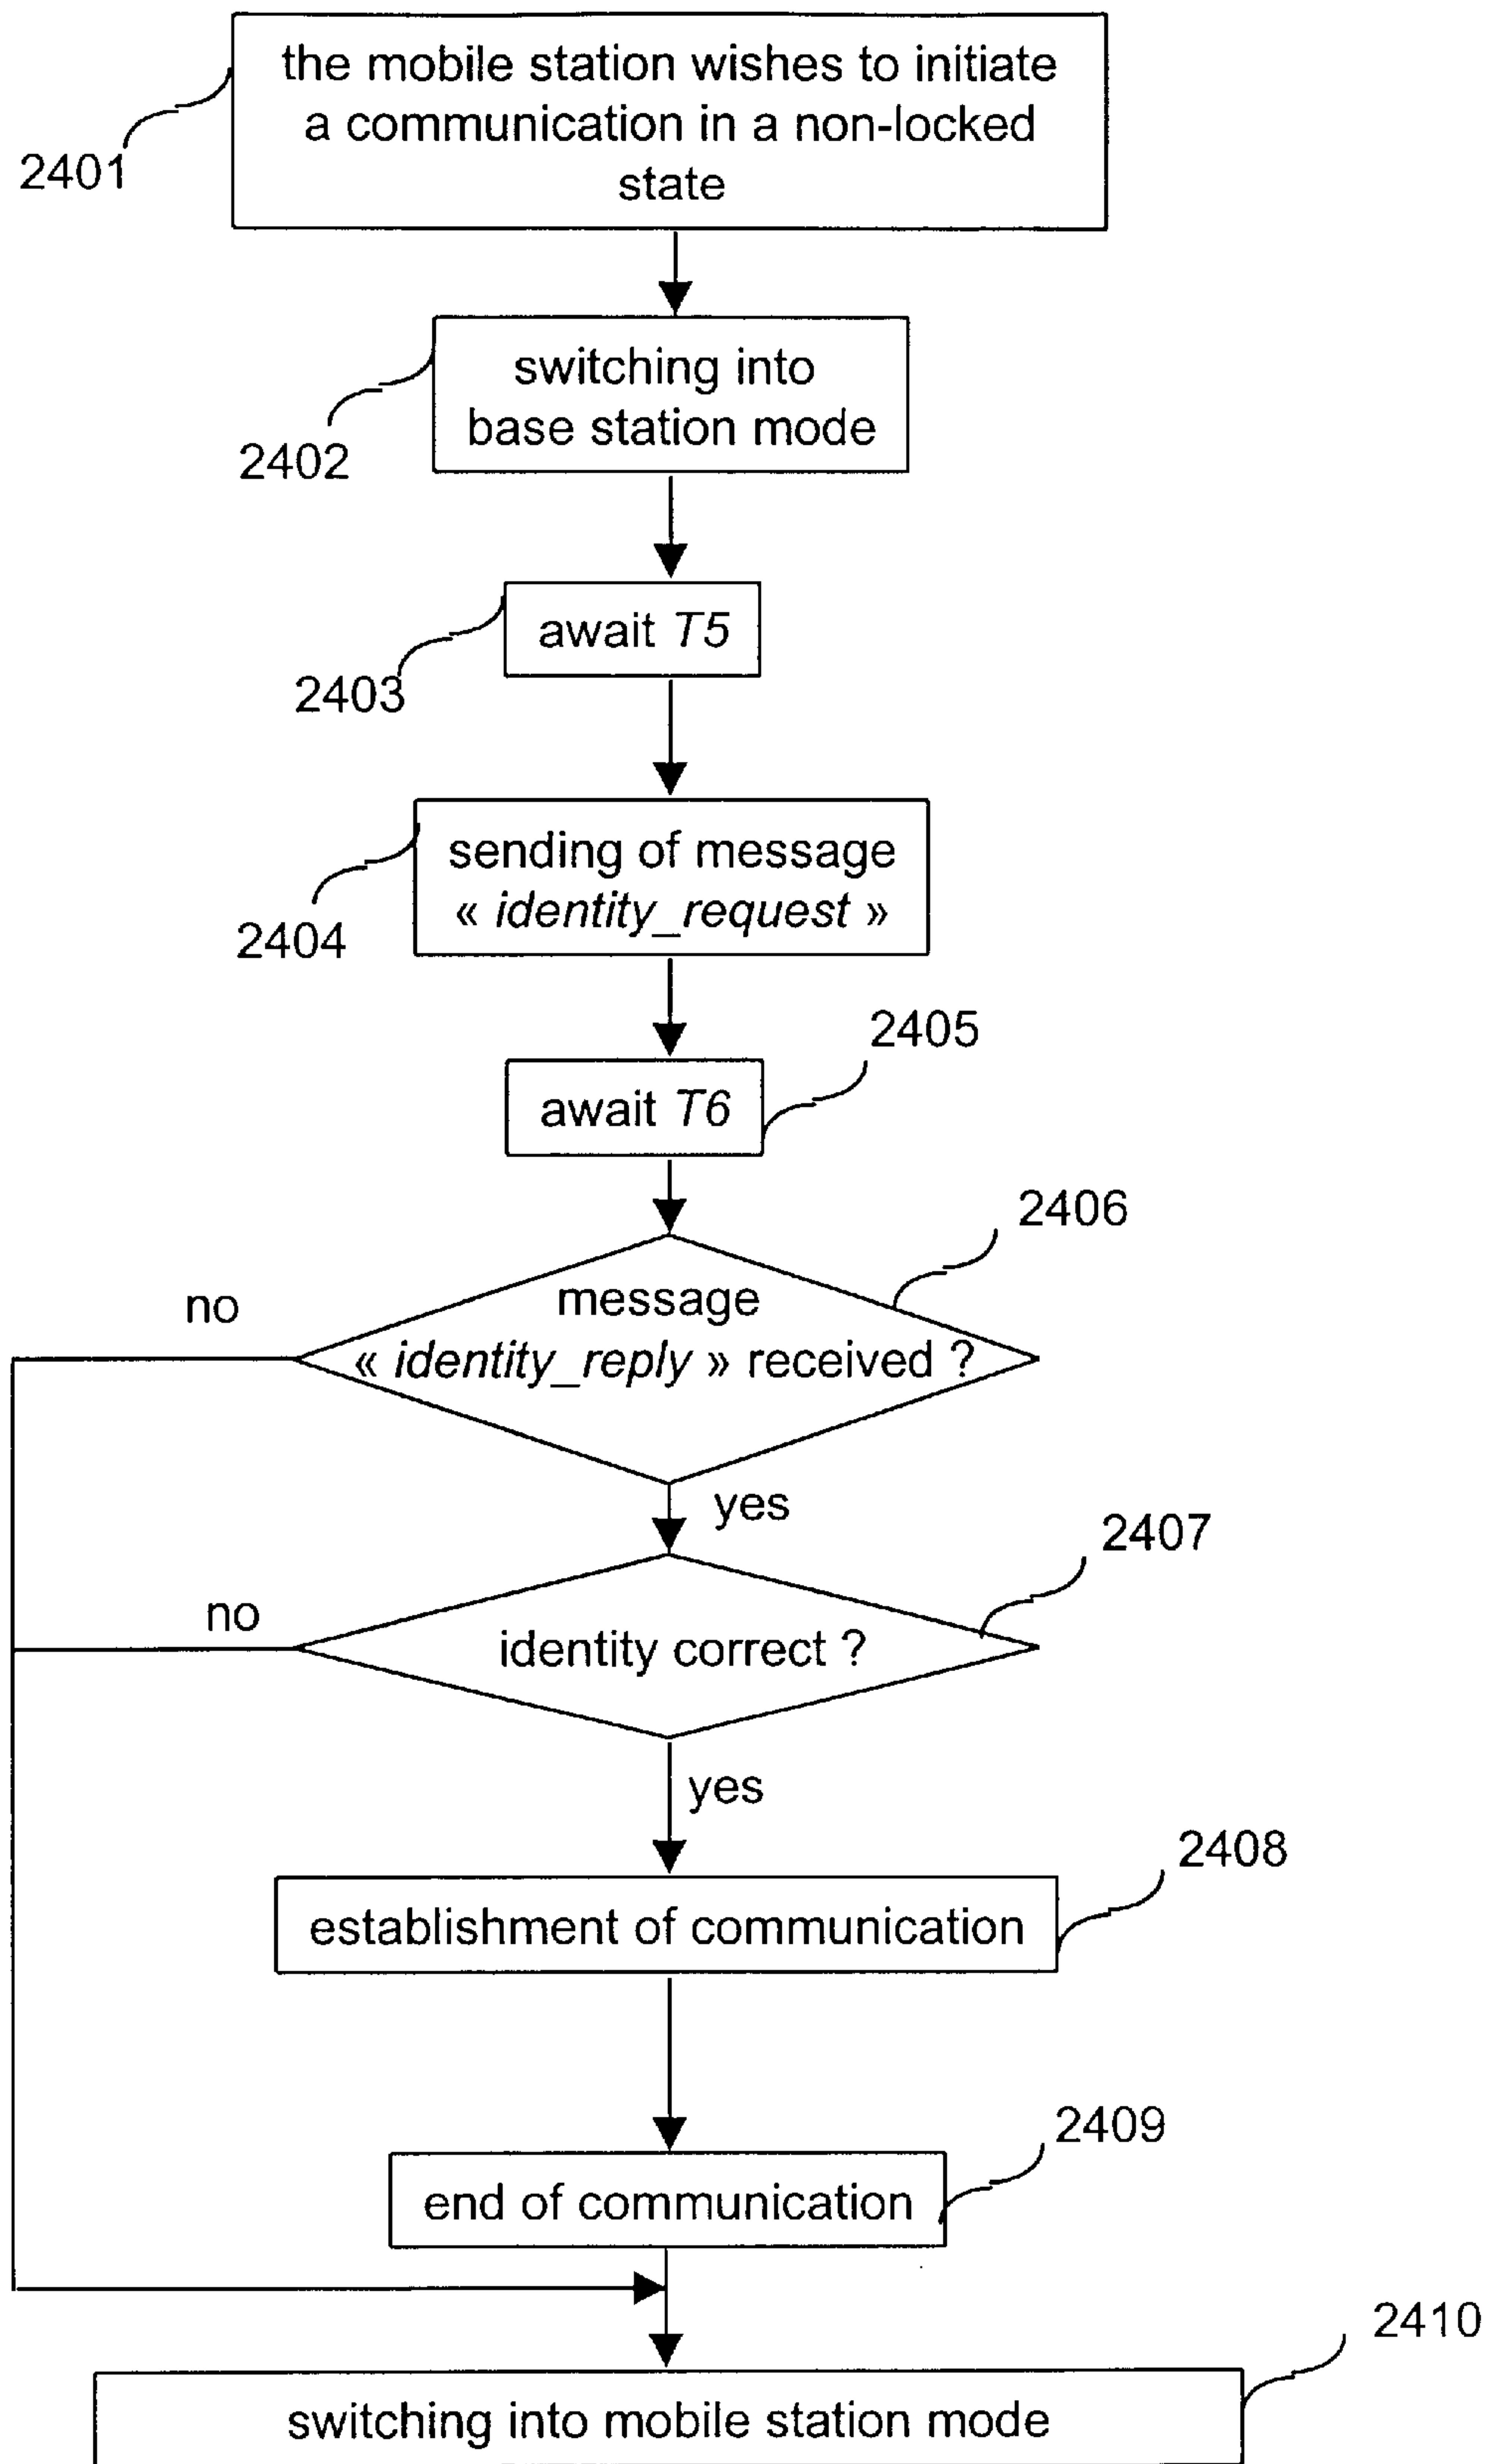 the mobile station wishes to initiate
a communication in a non-locked
state
2401
switching into
base station mode
2402
await T5
2403
sending of message
« identity_request »
2404
2405
await T6
2406
no
message
« identity_reply » received ?
yes
2407
no
identity correct ?
yes
2408
establishment of communication
2409
end of communication
2410
switching into mobile station mode